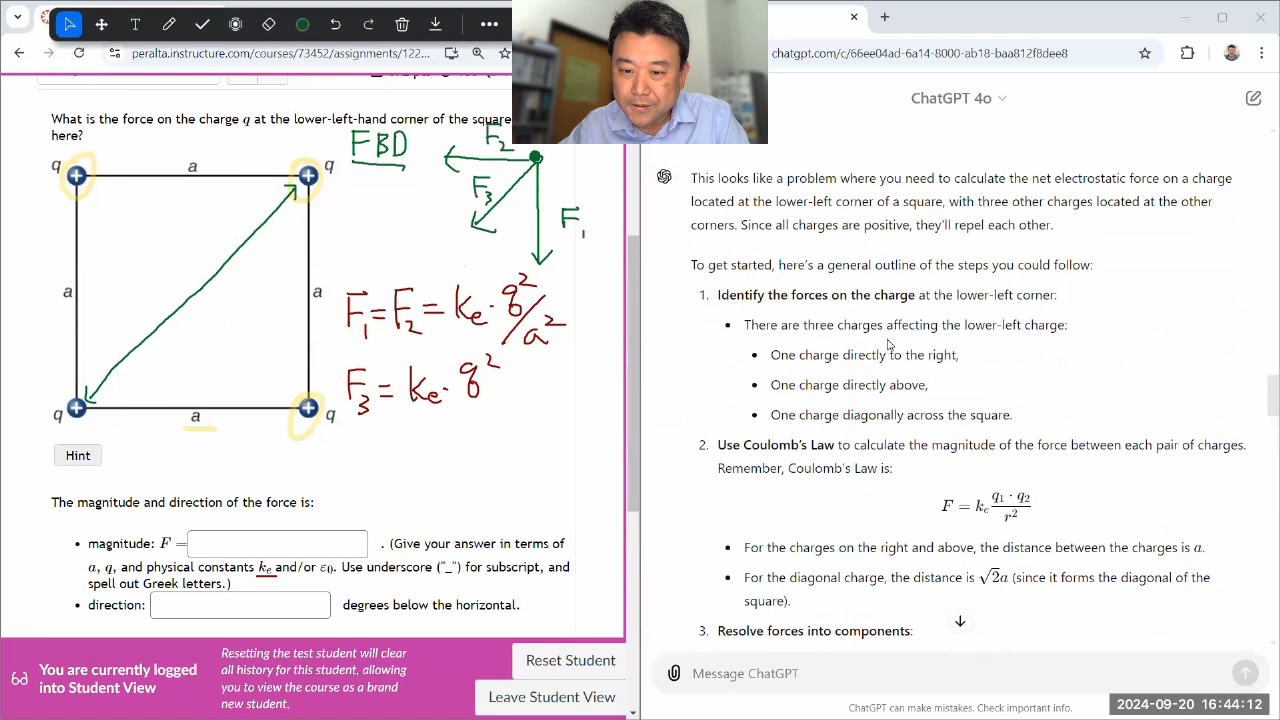 peralta.instructure.com/courses/73452/assignments/122...
chatgpt.com/c/66ee04ad-6a14-8000-ab18-baa812f8dee8
What is the force on the charge q at the lower-left-hand corner of the square
here?
FBD
F₂
F₃
F₁
q
a
q
a
a
q
a
q
F₁ = F₂ = kₑ · q²/a²
F₃ = kₑ · q²
Hint
The magnitude and direction of the force is:
• magnitude: F = . (Give your answer in terms of
a, q, and physical constants kₑ and/or ε₀. Use underscore ("_") for subscript, and
spell out Greek letters.)
• direction: degrees below the horizontal.
You are currently logged
into Student View
Resetting the test student will clear
all history for this student, allowing
you to view the course as a brand
new student.
Reset Student
Leave Student View
ChatGPT 4o
This looks like a problem where you need to calculate the net electrostatic force on a charge
located at the lower-left corner of a square, with three other charges located at the other
corners. Since all charges are positive, they'll repel each other.
To get started, here's a general outline of the steps you could follow:
1. Identify the forces on the charge at the lower-left corner:
• There are three charges affecting the lower-left charge:
• One charge directly to the right,
• One charge directly above,
• One charge diagonally across the square.
2. Use Coulomb's Law to calculate the magnitude of the force between each pair of charges.
Remember, Coulomb's Law is:
F = kₑ q₁ · q₂ / r²
• For the charges on the right and above, the distance between the charges is a.
• For the diagonal charge, the distance is √2a (since it forms the diagonal of the
square).
3. Resolve forces into components:
Message ChatGPT
ChatGPT can make mistakes. Check important info.
2024-09-20 16:44:12